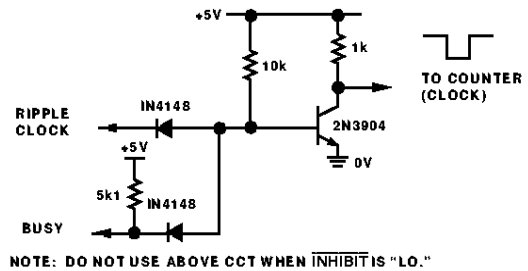 +5V
10k
1k
TO COUNTER
(CLOCK)
IN4148
RIPPLE
CLOCK
2N3904
+5V
0V
5k1
IN4148
BUSY
NOTE: DO NOT USE ABOVE CCT WHEN INHIBIT IS "LO."